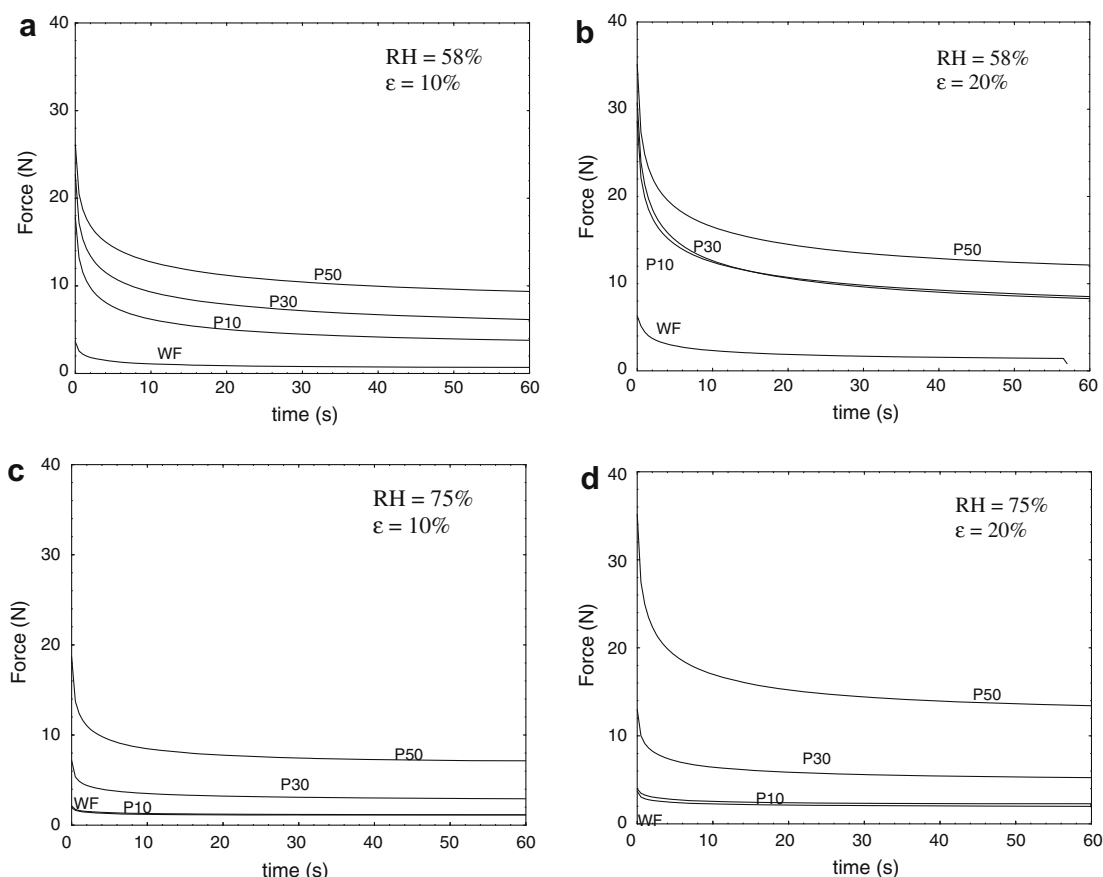 a
RH = 58%
ε = 10%
Force (N)
40
30
20
10
0
P50
P30
P10
WF
0 10 20 30 40 50 60
time (s)
b
RH = 58%
ε = 20%
Force (N)
40
30
20
10
0
P50
P30
P10
WF
0 10 20 30 40 50 60
time (s)
c
RH = 75%
ε = 10%
Force (N)
40
30
20
10
0
P50
P30
WF P10
0 10 20 30 40 50 60
time (s)
d
RH = 75%
ε = 20%
Force (N)
40
30
20
10
0
P50
P30
P10
WF
0 10 20 30 40 50 60
time (s)